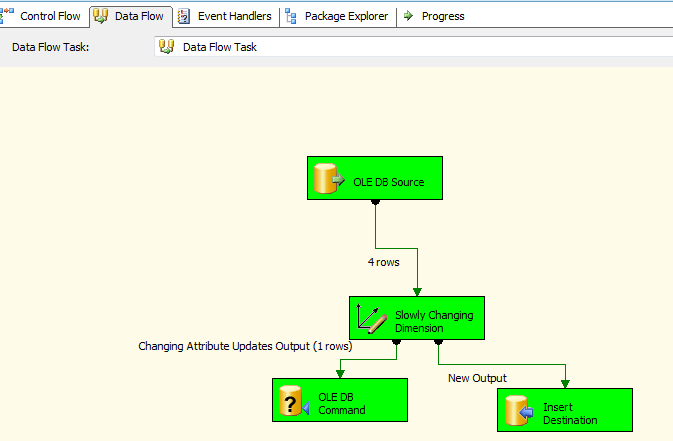 Control Flow
Data Flow
Event Handlers
Package Explorer
Progress
Data Flow Task:
Data Flow Task
OLE DB Source
4 rows
Slowly Changing
Dimension
Changing Attribute Updates Output (1 rows)
New Output
?
OLE DB
Command
Insert
Destination